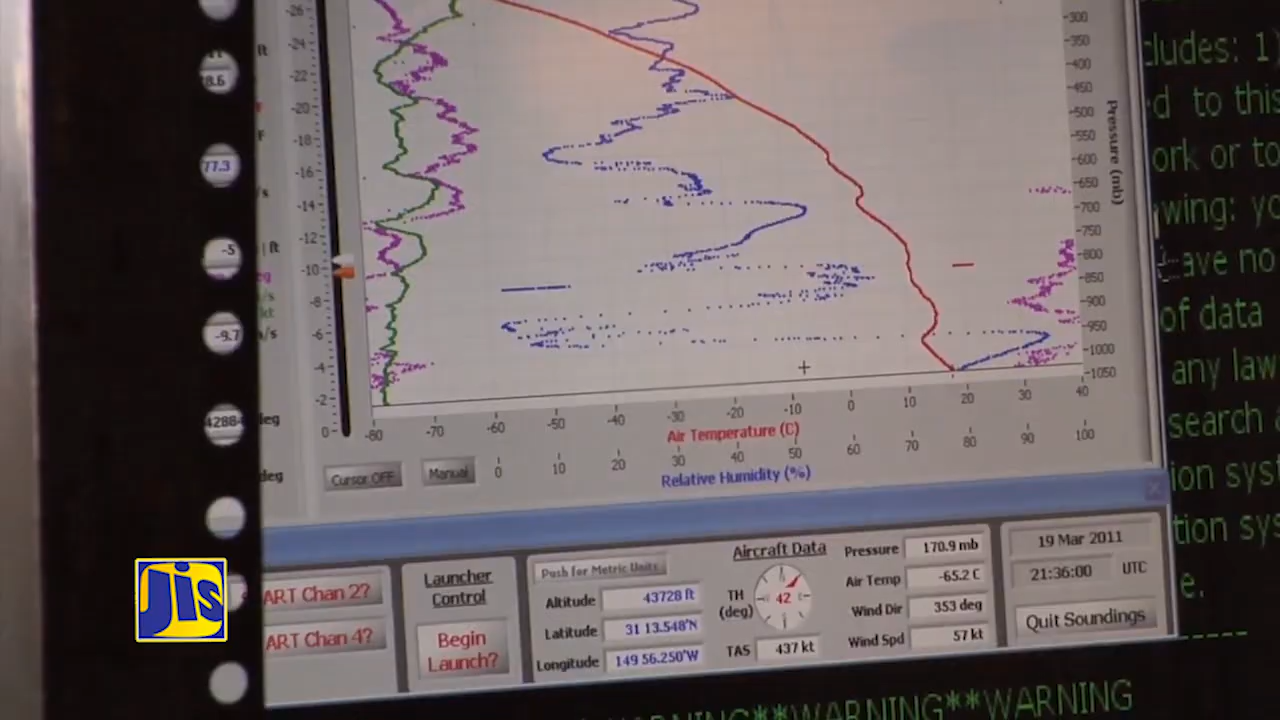 -26
-24
-22
-20
-18
-16
-14
-12
-10
-8
-6
-4
-2
0
ft
77.3
-5
ft
-9.7
deg
deg
300
350
400
450
500
550
600
650
700
750
800
850
900
950
1000
1050
Pressure (mb)
-80 -70 -60 -50 -40 -30 -20 -10 0 10 20 30 40
Air Temperature (C)
0 10 20 30 40 50 60 70 80 90 100
Relative Humidity (%)
Cursor OFF
Manual
cludes: 1)
d to this
ork or to
wing: yo
ave no
of data
any law
search
ion sys
tion sys
e.
ART Chan 2?
ART Chan 4?
Launcher
Control
Begin
Launch?
Push for Metric Units
Altitude 43728 ft
Latitude 31 13.548'N
Longitude 149 56.250'W
Aircraft Data
TH
(deg)
42
TAS 437 kt
Pressure 170.9 mb
Air Temp -65.2 C
Wind Dir 353 deg
Wind Spd 57 kt
19 Mar 2011
21:36:00 UTC
Quit Soundings
JIS
WARNING**WARNING**WARNING